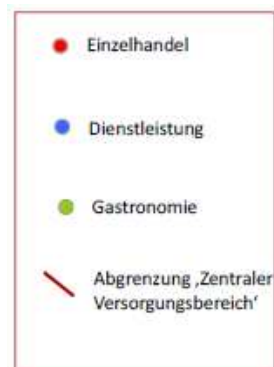 Einzelhandel
Dienstleistung
Gastronomie
Abgrenzung ‚Zentraler
Versorgungsbereich‘